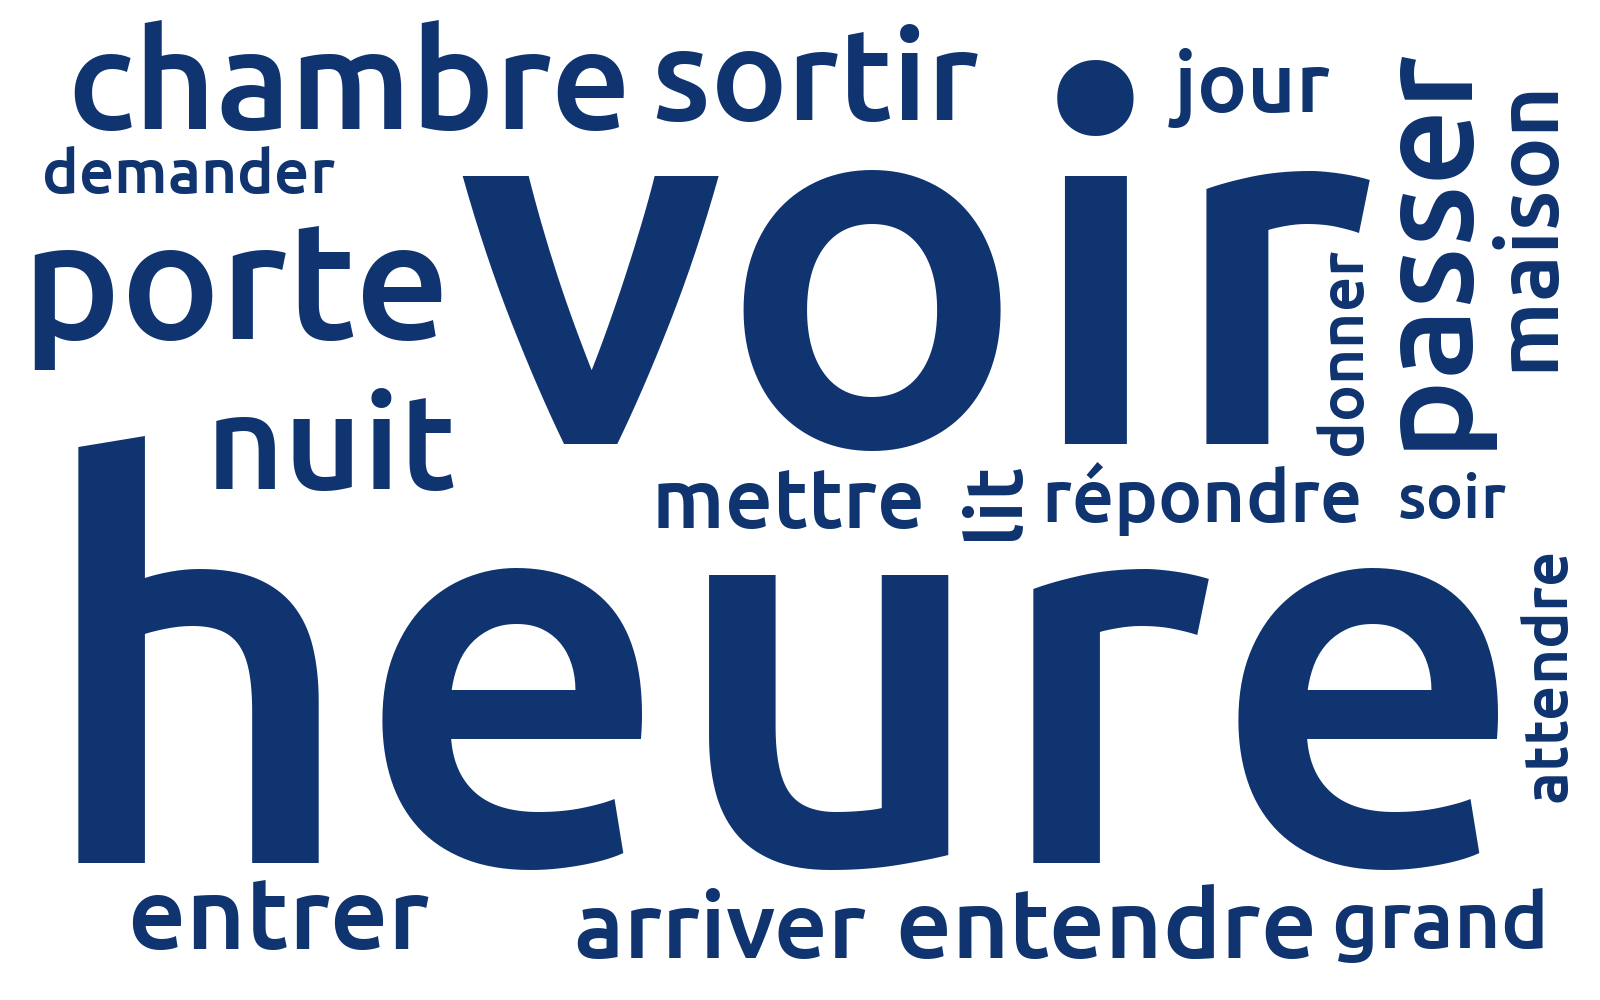 chambre
sortir
jour
passer
maison
demander
voir
porte
donner
nuit
mettre
lit
répondre
soir
heure
attendre
entrer
arriver
entendre
grand